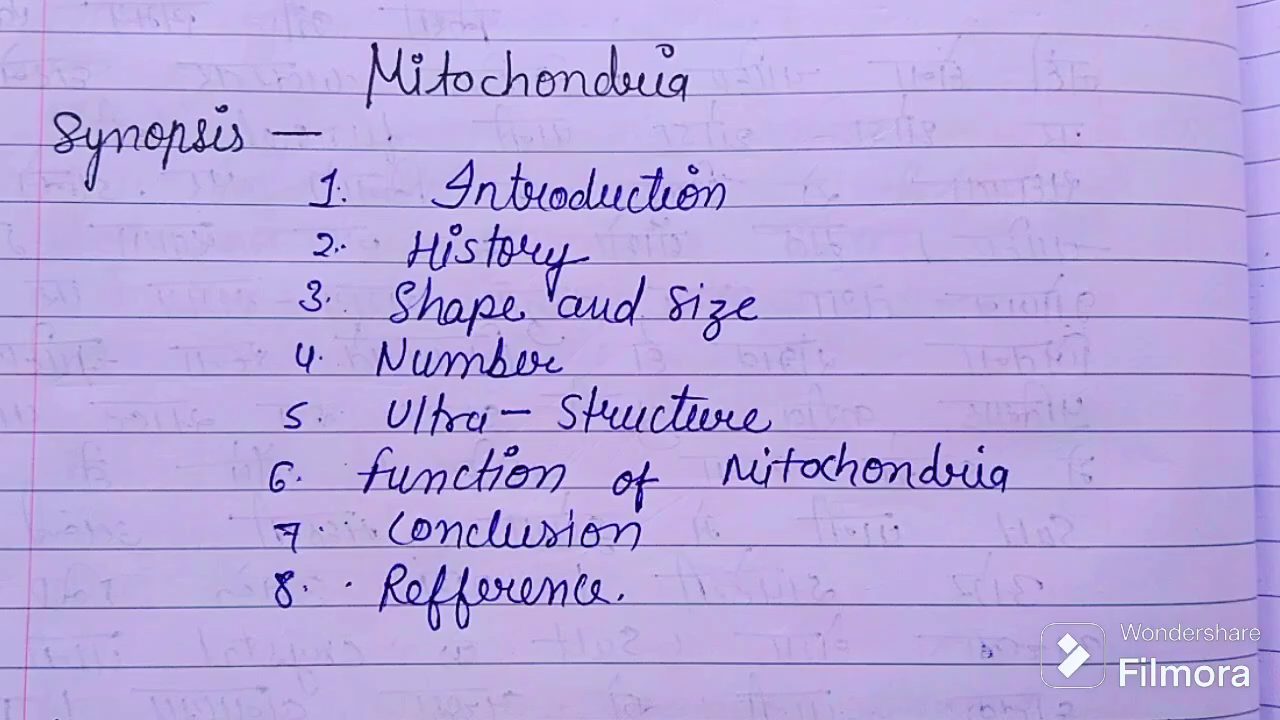 Mitochondria
Synopsis —
1. Introduction
2. History
3. Shape and size
4. Number
5. Ultra - Structure
6. function of Mitochondria
7. Conclusion
8. Refference.
Wondershare
Filmora